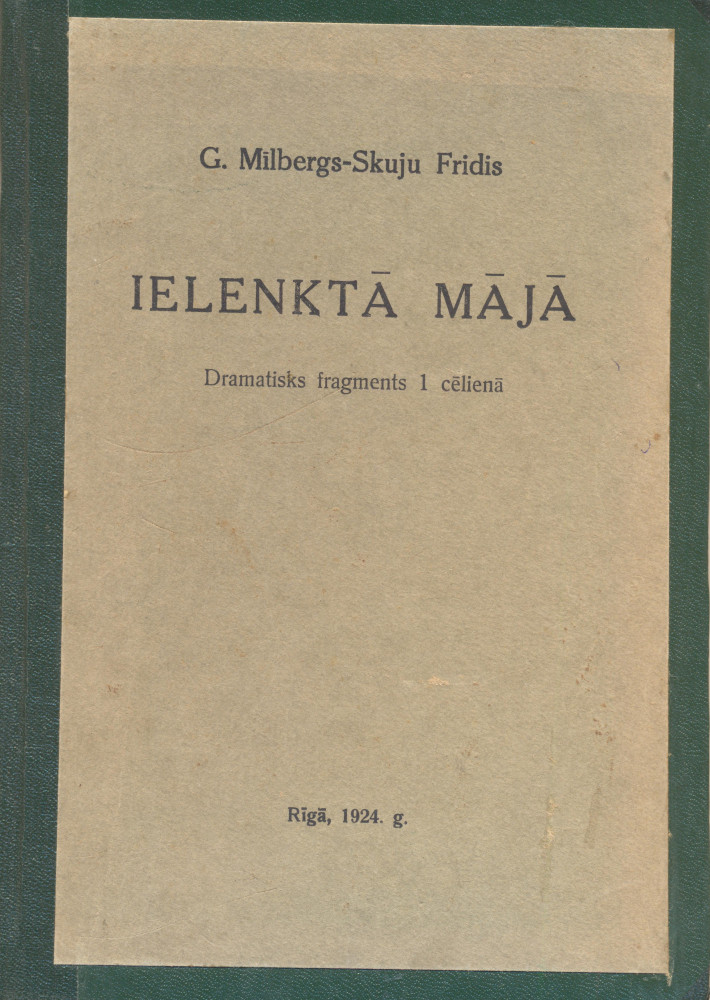 G. Mīlbergs-Skuju Fridis
IELENKTĀ MĀJĀ
Dramatisks fragments 1 cēlienā
Rīgā, 1924. g.